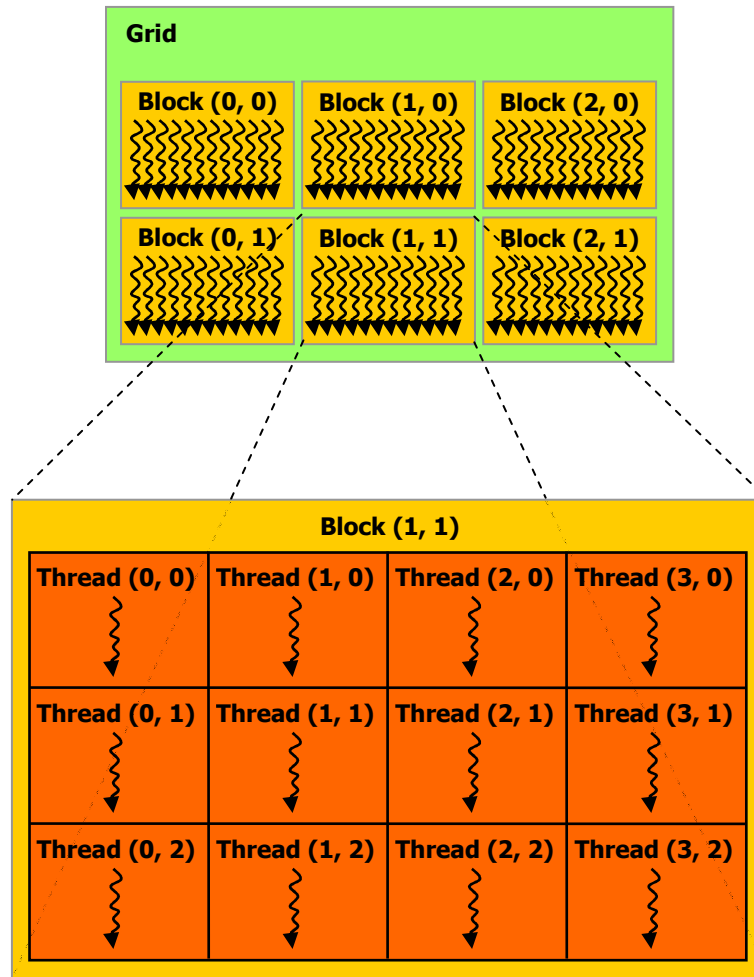 Grid
Block (0, 0) Block (1, 0) Block (2, 0)
Block (0, 1) Block (1, 1) Block (2, 1)
Block (1, 1)
Thread (0, 0) Thread (1, 0) Thread (2, 0) Thread (3, 0)
Thread (0, 1) Thread (1, 1) Thread (2, 1) Thread (3, 1)
Thread (0, 2) Thread (1, 2) Thread (2, 2) Thread (3, 2)